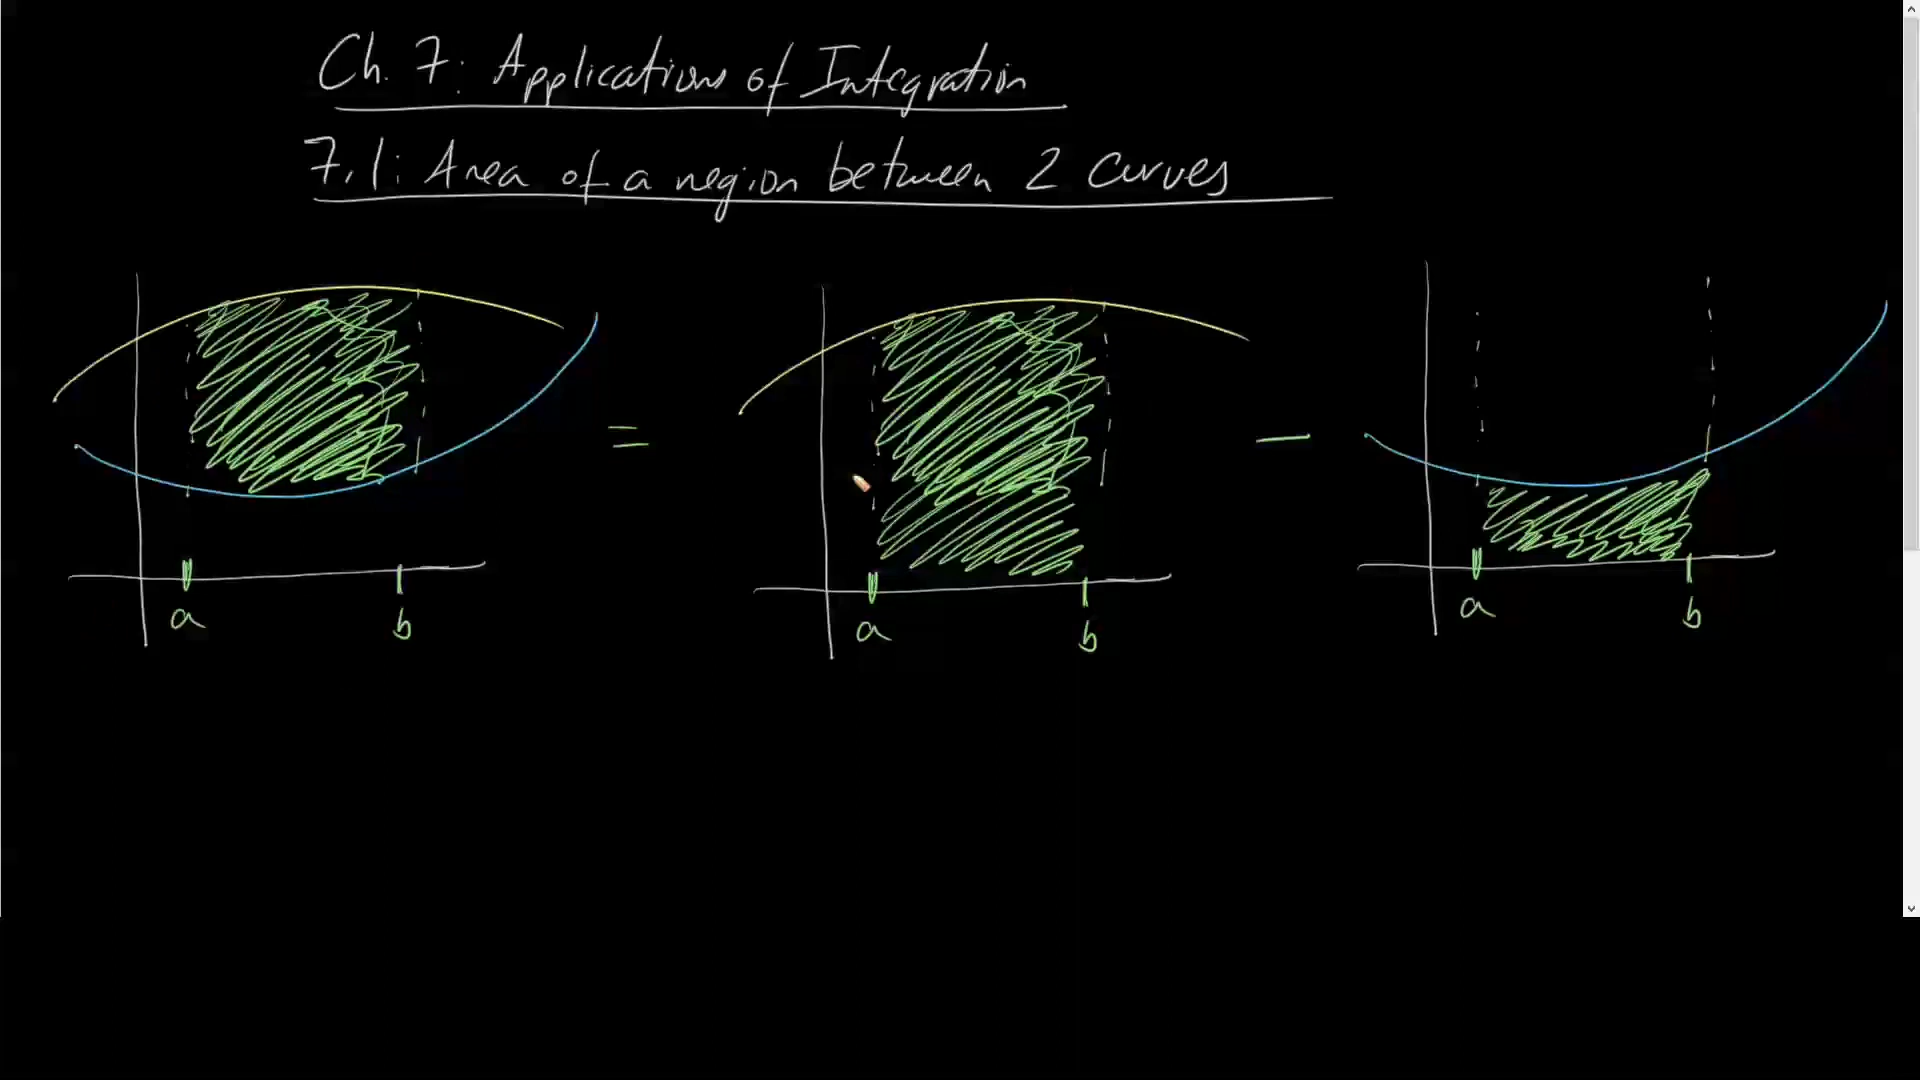 Ch. 7: Applications of Integration
7.1: Area of a region between 2 curves
= −
a b a b a b